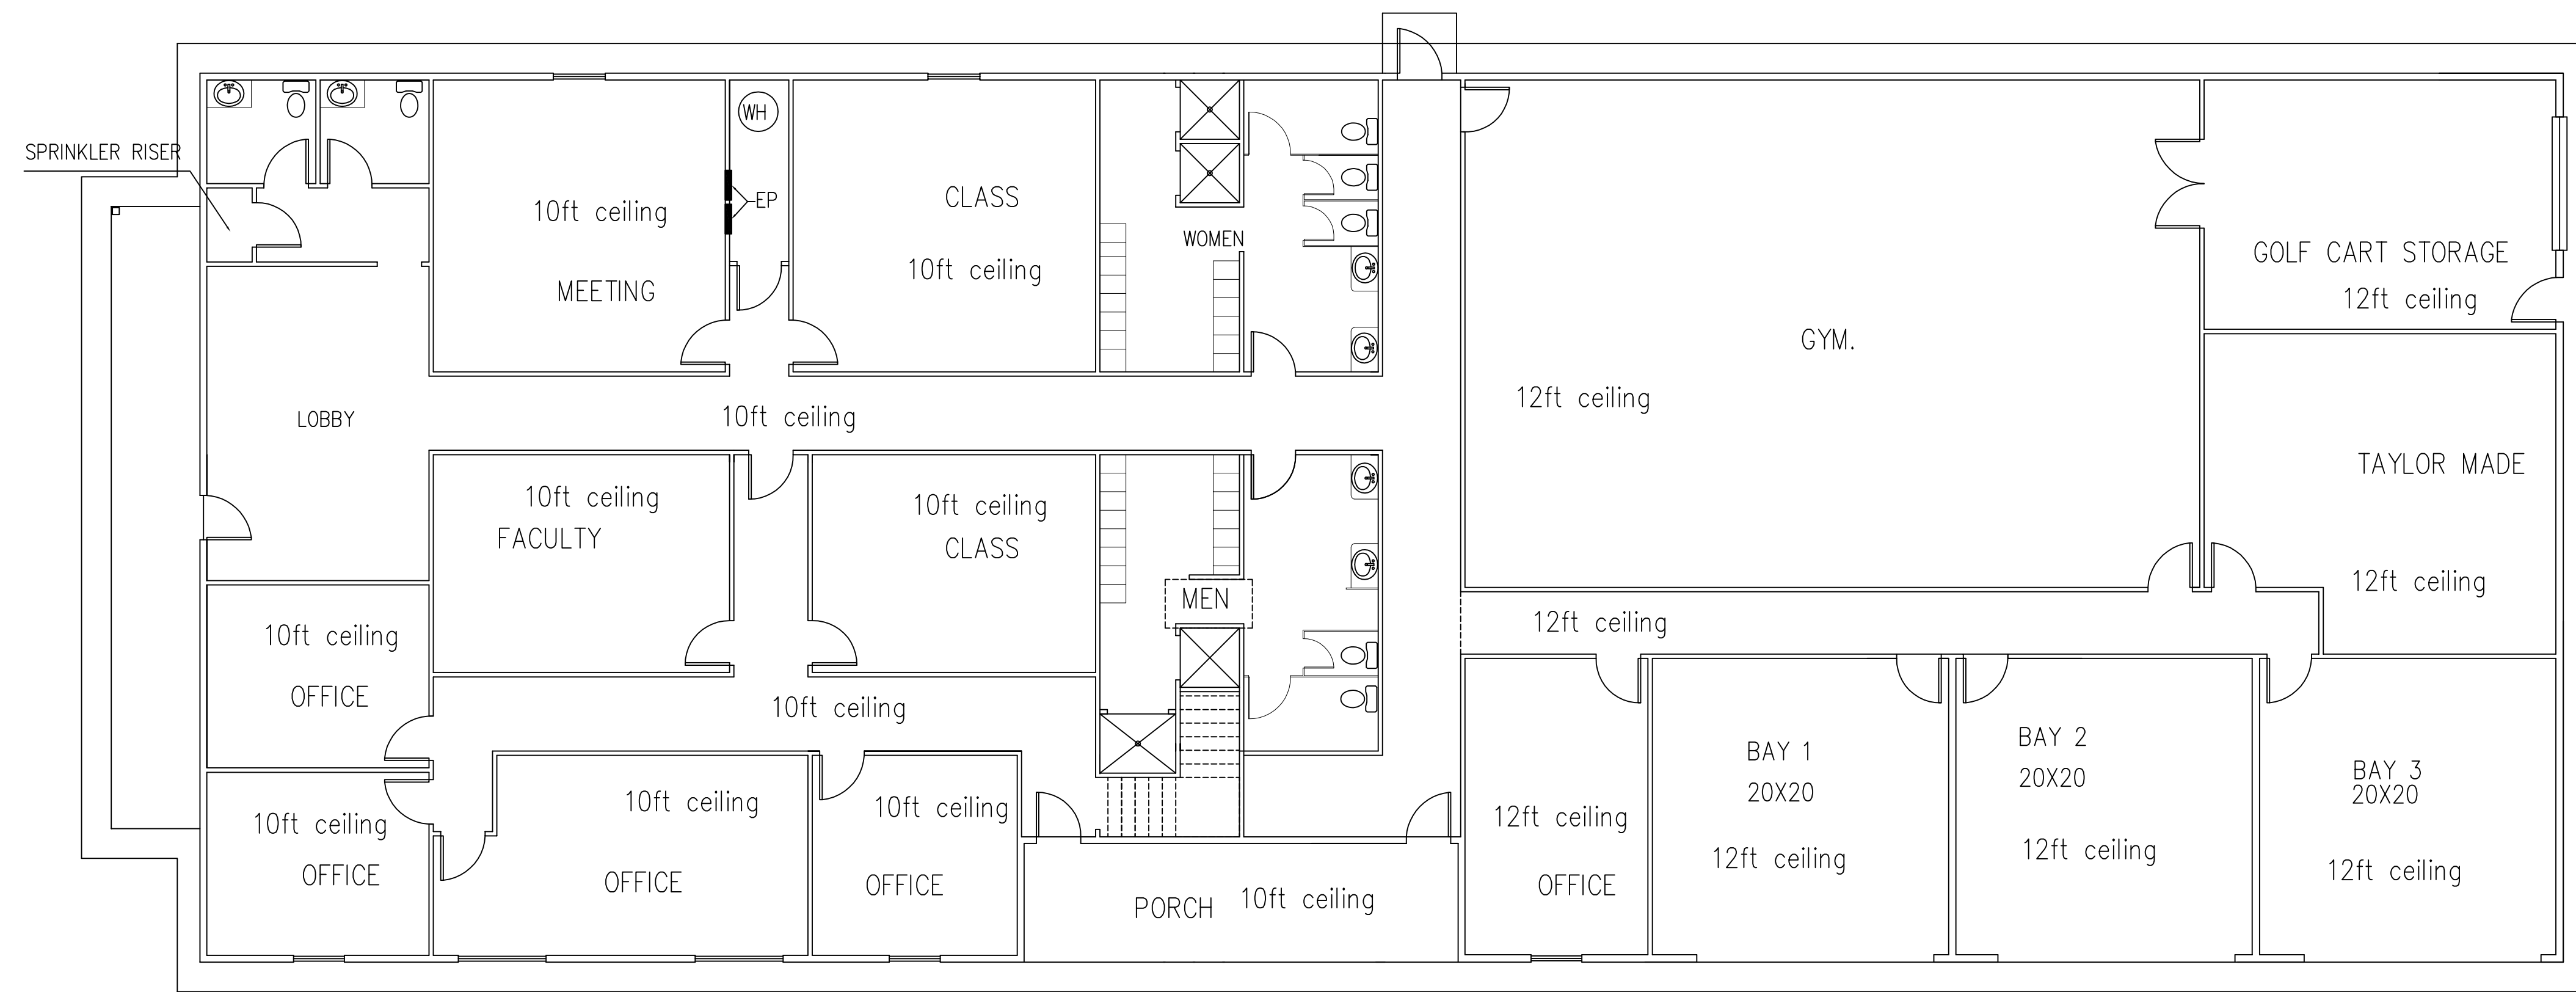 SPRINKLER RISER
WH
EP
10ft ceiling
MEETING
CLASS
10ft ceiling
WOMEN
GOLF CART STORAGE
12ft ceiling
GYM.
12ft ceiling
LOBBY
10ft ceiling
TAYLOR MADE
12ft ceiling
10ft ceiling
FACULTY
10ft ceiling
CLASS
MEN
12ft ceiling
10ft ceiling
OFFICE
10ft ceiling
10ft ceiling
OFFICE
10ft ceiling
OFFICE
10ft ceiling
OFFICE
PORCH
10ft ceiling
12ft ceiling
OFFICE
BAY 1
20X20
12ft ceiling
BAY 2
20X20
12ft ceiling
BAY 3
20X20
12ft ceiling